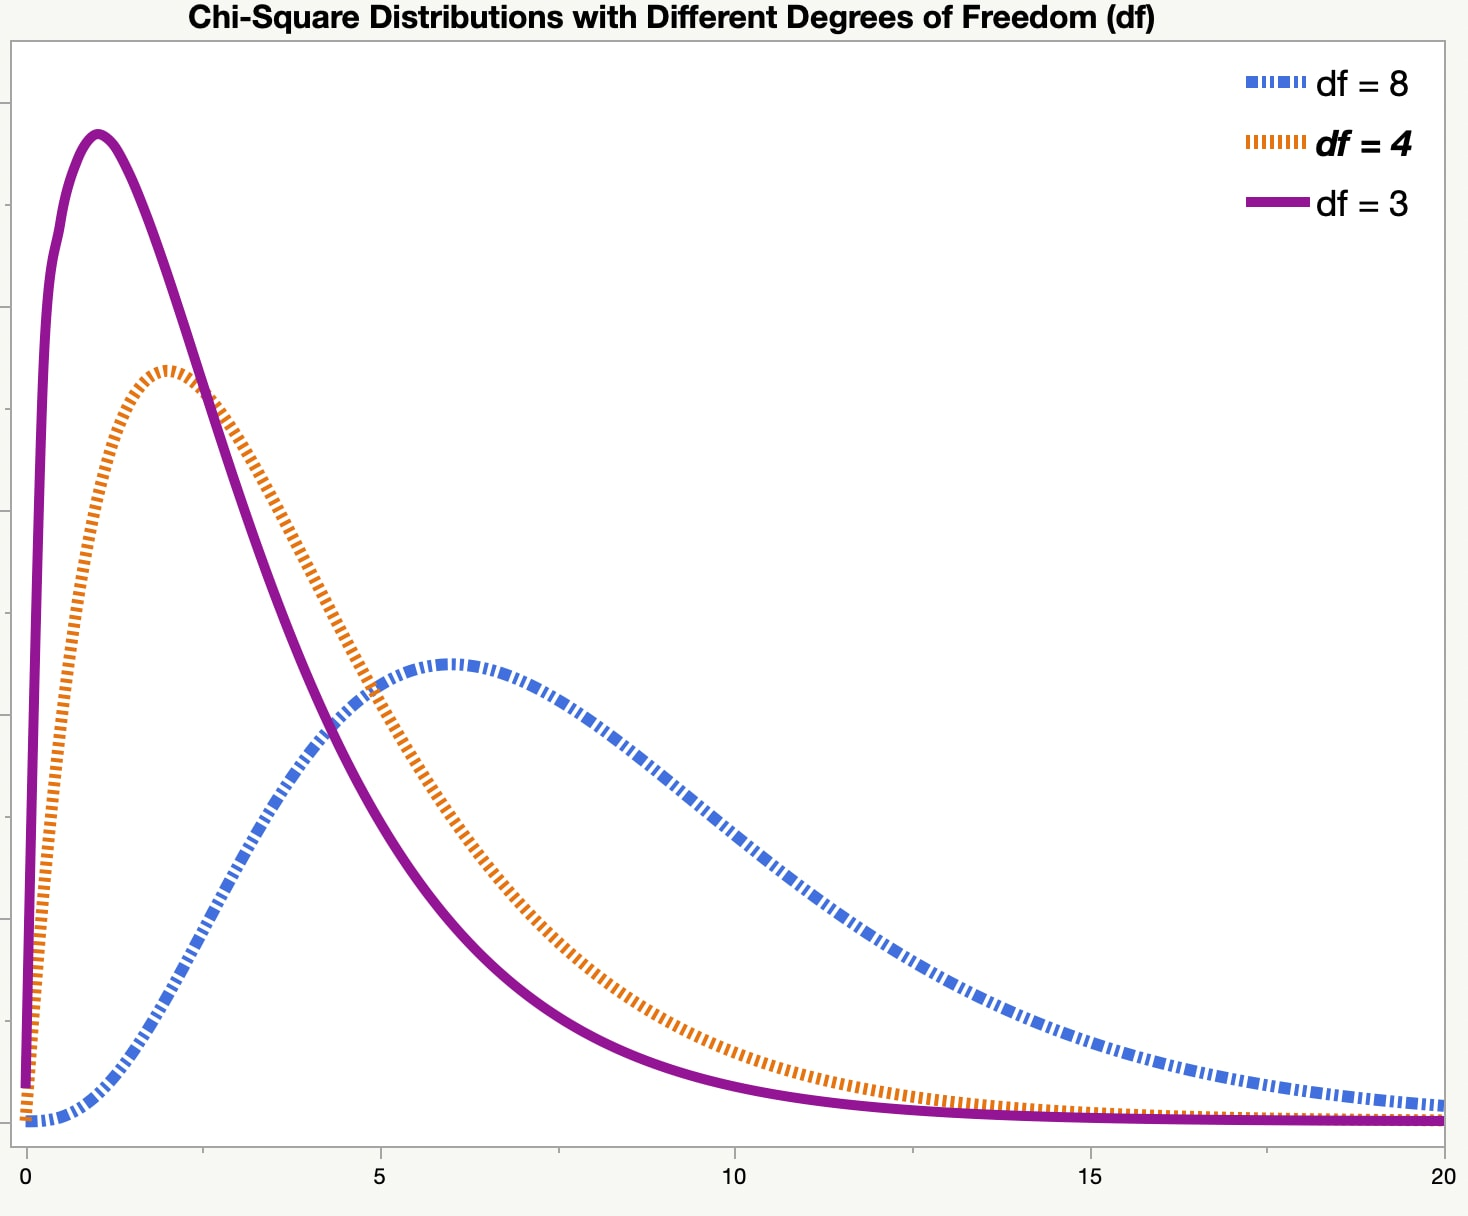 Chi-Square Distributions with Different Degrees of Freedom (df)
df = 8
df = 4
df = 3
0 5 10 15 20